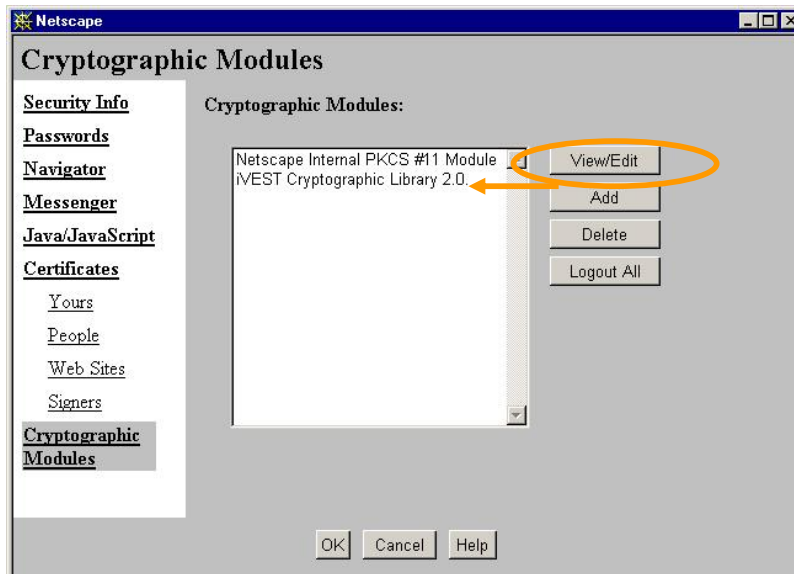 Netscape
Cryptographic Modules
Security Info
Passwords
Navigator
Messenger
Java/JavaScript
Certificates
Yours
People
Web Sites
Signers
Cryptographic
Modules
Cryptographic Modules:
Netscape Internal PKCS #11 Module
iVEST Cryptographic Library 2.0.
View/Edit
Add
Delete
Logout All
OK
Cancel
Help